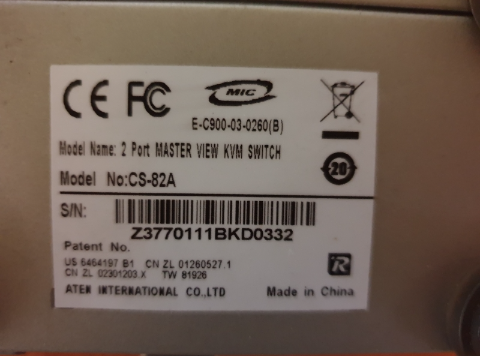 CE FC MIC
E-C900-03-0260(B)
Model Name: 2 Port MASTER VIEW KVM SWITCH
Model No:CS-82A
20
S/N:
Z3770111BKD0332
Patent No.
US 6464197 B1 CN ZL 01260527.1
CN ZL 02301203.X TW 81926
ATEN INTERNATIONAL CO.,LTD
Made in China
R